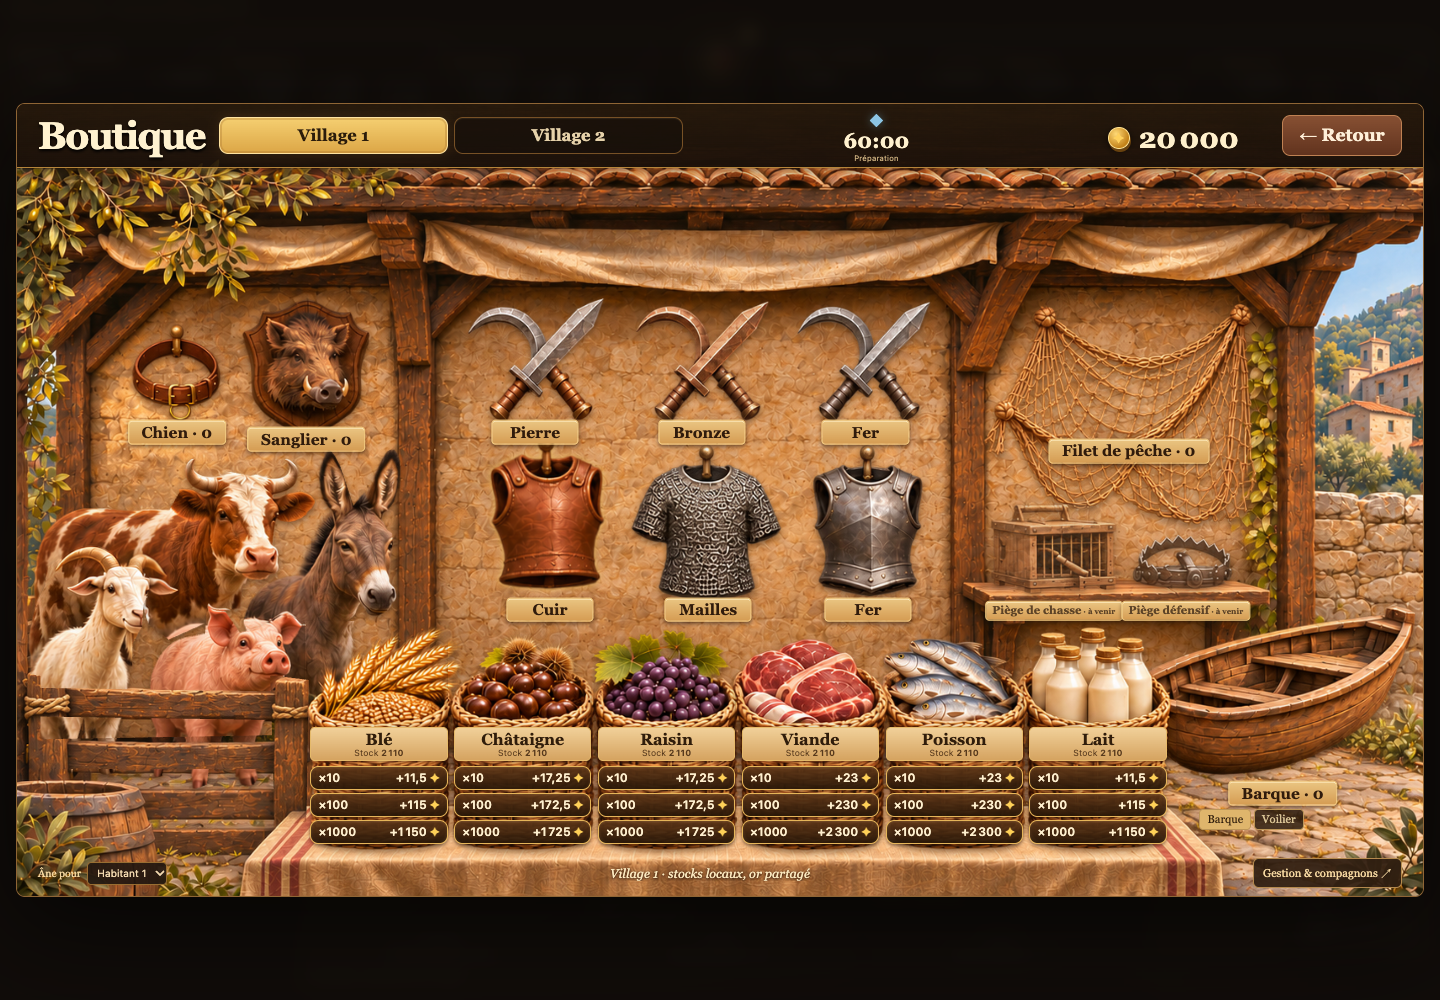 Boutique
Village 1
Village 2
60:00
Préparation
20 000
← Retour
Chien · 0
Sanglier · 0
Pierre
Bronze
Fer
Filet de pêche · 0
Cuir
Mailles
Fer
Piège de chasse · à venir
Piège défensif · à venir
Blé
Stock 2 110
×10 +11,5
×100 +115
×1000 +1 150
Châtaigne
Stock 2 110
×10 +17,25
×100 +172,5
×1000 +1 725
Raisin
Stock 2 110
×10 +17,25
×100 +172,5
×1000 +1 725
Viande
Stock 2 110
×10 +23
×100 +230
×1000 +2 300
Poisson
Stock 2 110
×10 +23
×100 +230
×1000 +2 300
Lait
Stock 2 110
×10 +11,5
×100 +115
×1000 +1 150
Barque · 0
Barque
Voilier
Âne pour
Habitant 1
Village 1 · stocks locaux, or partagé
Gestion & compagnons ↗